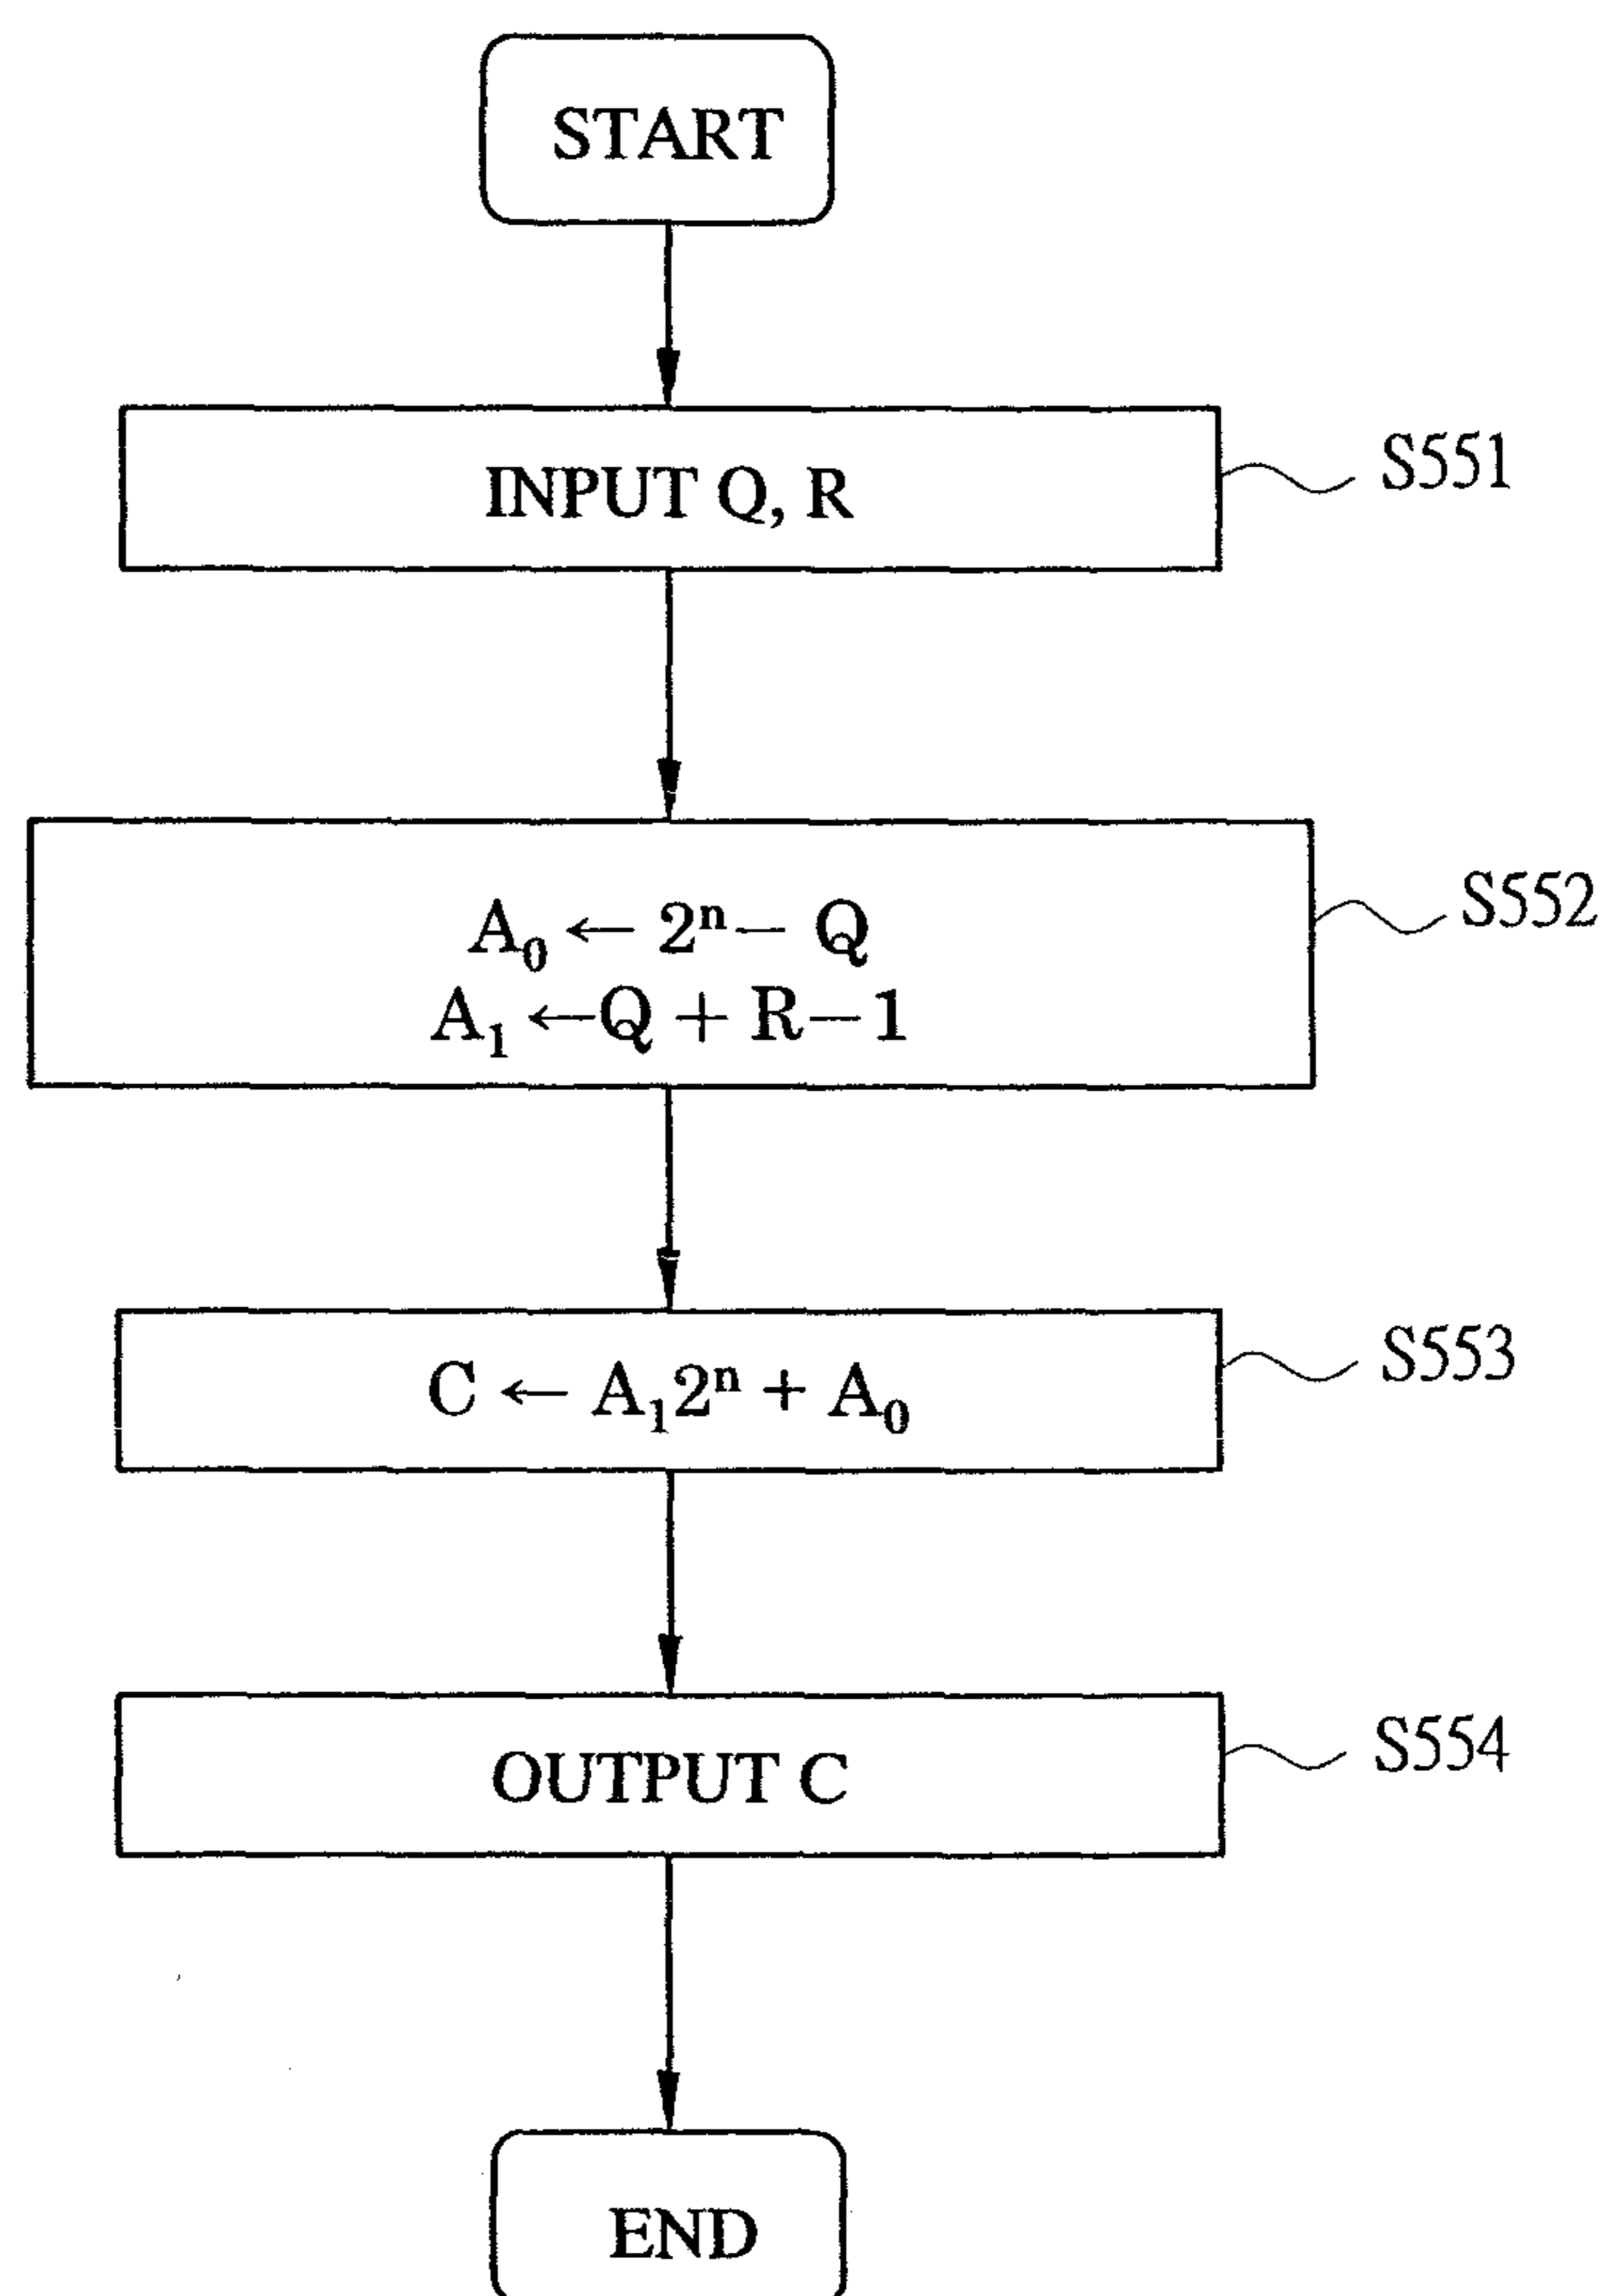 START
INPUT Q, R
S551
A₀ ← 2ⁿ − Q
A₁ ← Q + R − 1
S552
C ← A₁2ⁿ + A₀
S553
OUTPUT C
S554
END